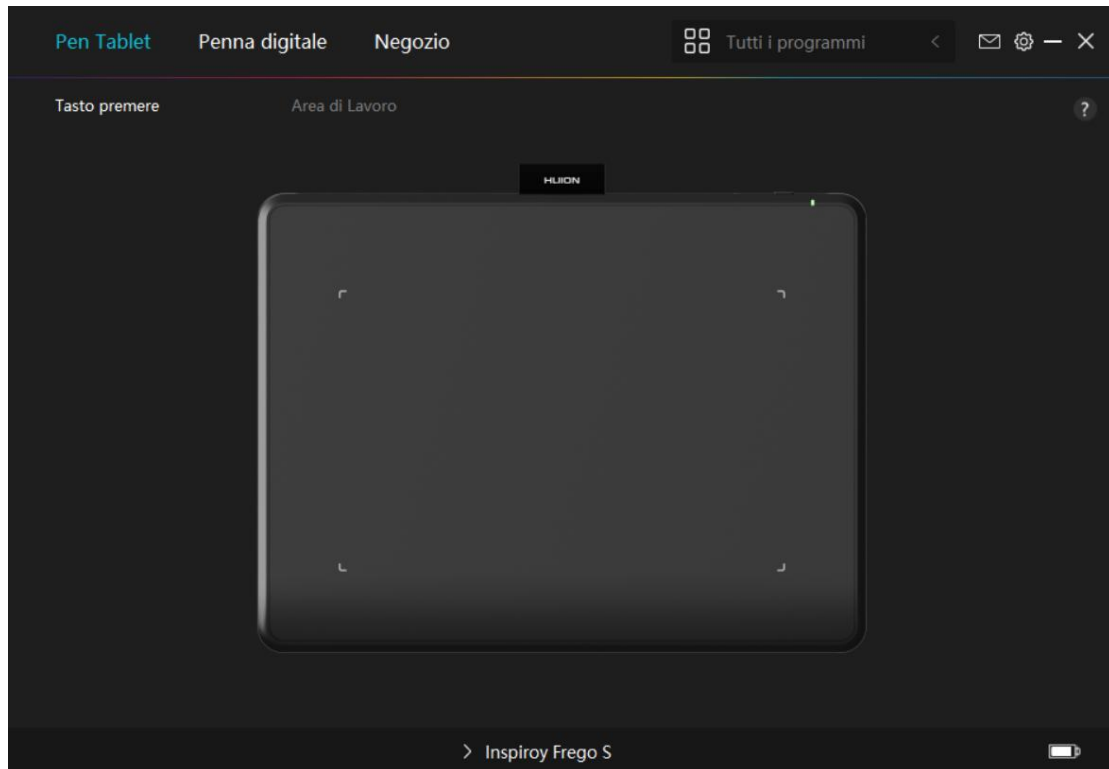 Pen Tablet Penna digitale Negozio Tutti i programmi
Tasto premere Area di Lavoro
HUION
Inspiroy Frego S